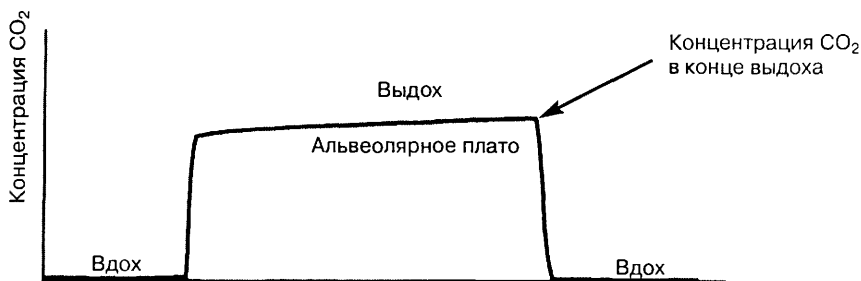 Концентрация CO₂
Концентрация CO₂
в конце выдоха
Выдох
Альвеолярное плато
Вдох
Вдох